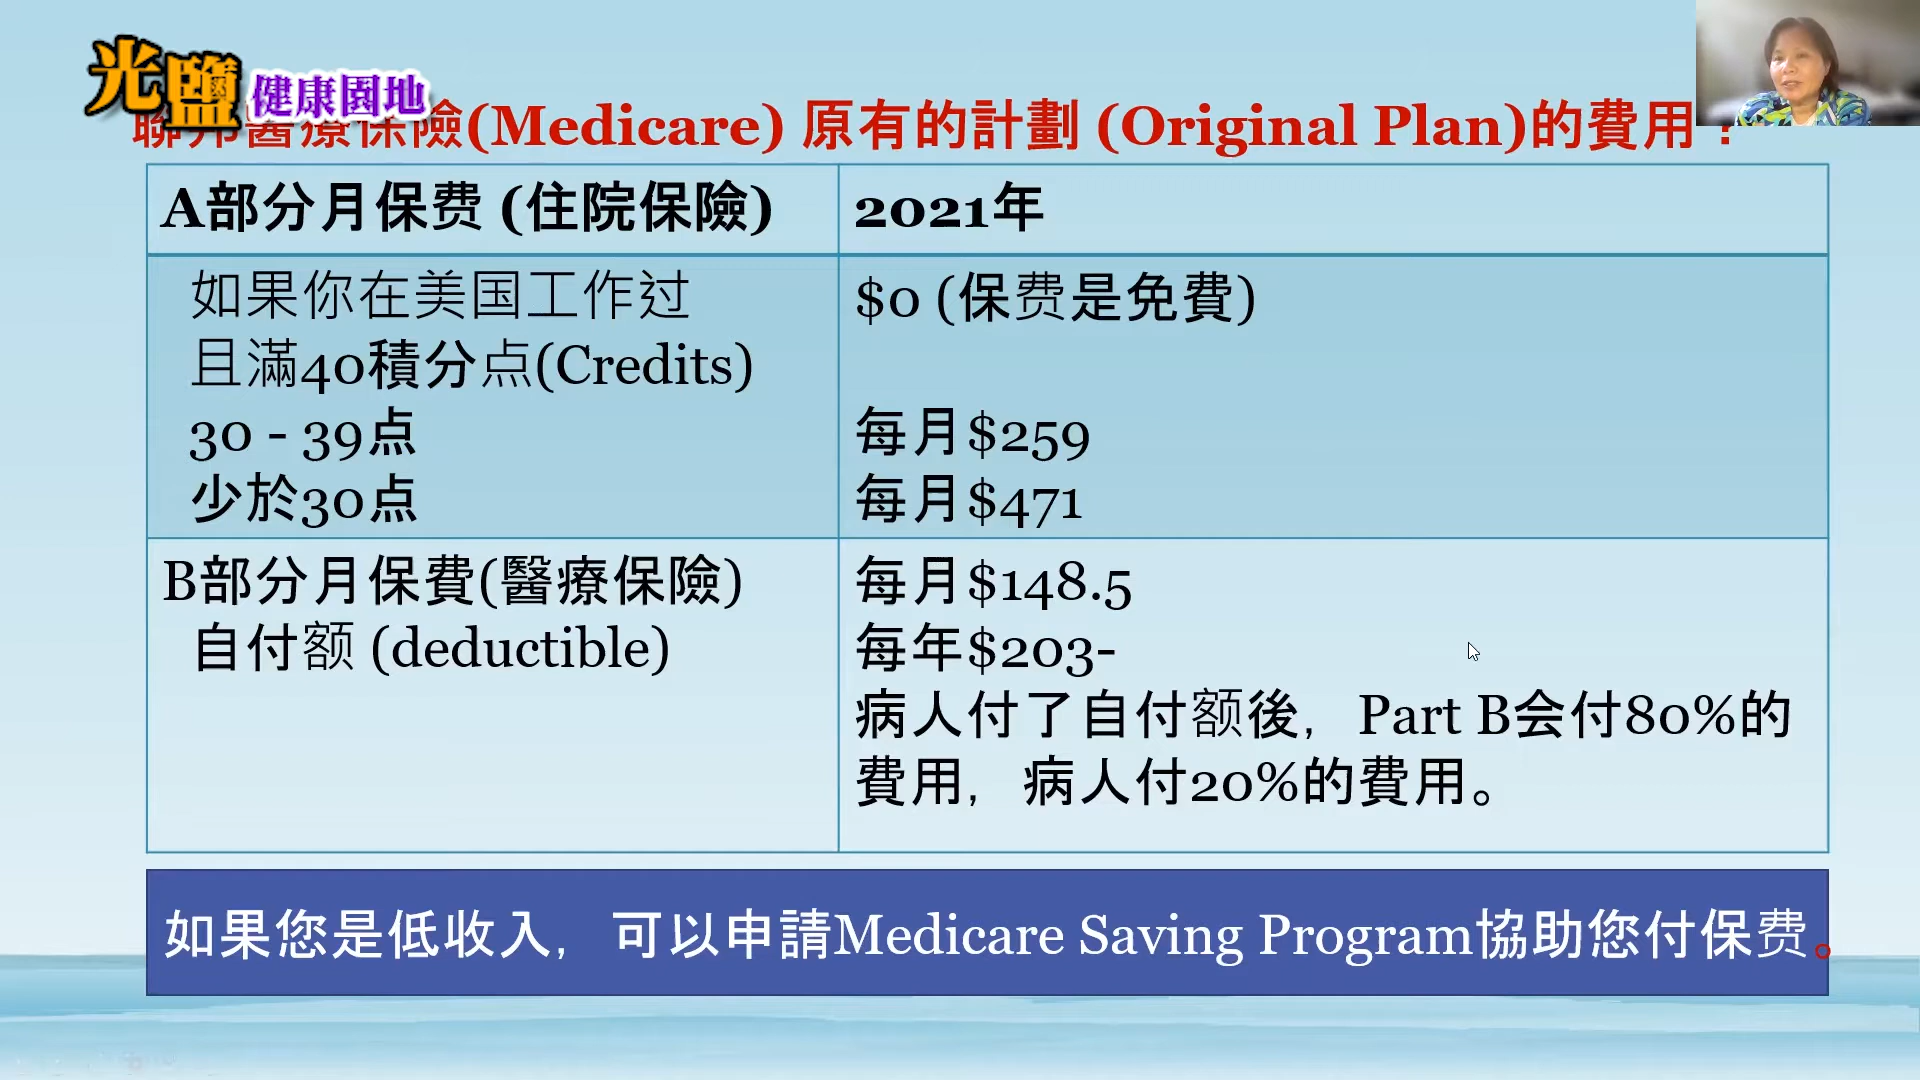 光鹽健康園地
聯邦醫療保險(Medicare) 原有的計劃 (Original Plan)的費用？
A部分月保费 (住院保險)
2021年
如果你在美国工作过
且滿40積分点(Credits)
$0 (保费是免費)
30 - 39点
每月$259
少於30点
每月$471
B部分月保費(醫療保險)
每月$148.5
自付额 (deductible)
每年$203-
病人付了自付额後，Part B会付80%的
費用，病人付20%的費用。
如果您是低收入，可以申請Medicare Saving Program協助您付保费。